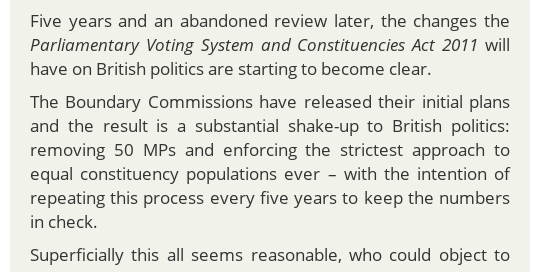 Five years and an abandoned review later, the changes the
Parliamentary Voting System and Constituencies Act 2011 will
have on British politics are starting to become clear.
The Boundary Commissions have released their initial plans
and the result is a substantial shake-up to British politics:
removing 50 MPs and enforcing the strictest approach to
equal constituency populations ever – with the intention of
repeating this process every five years to keep the numbers
in check.
Superficially this all seems reasonable, who could object to